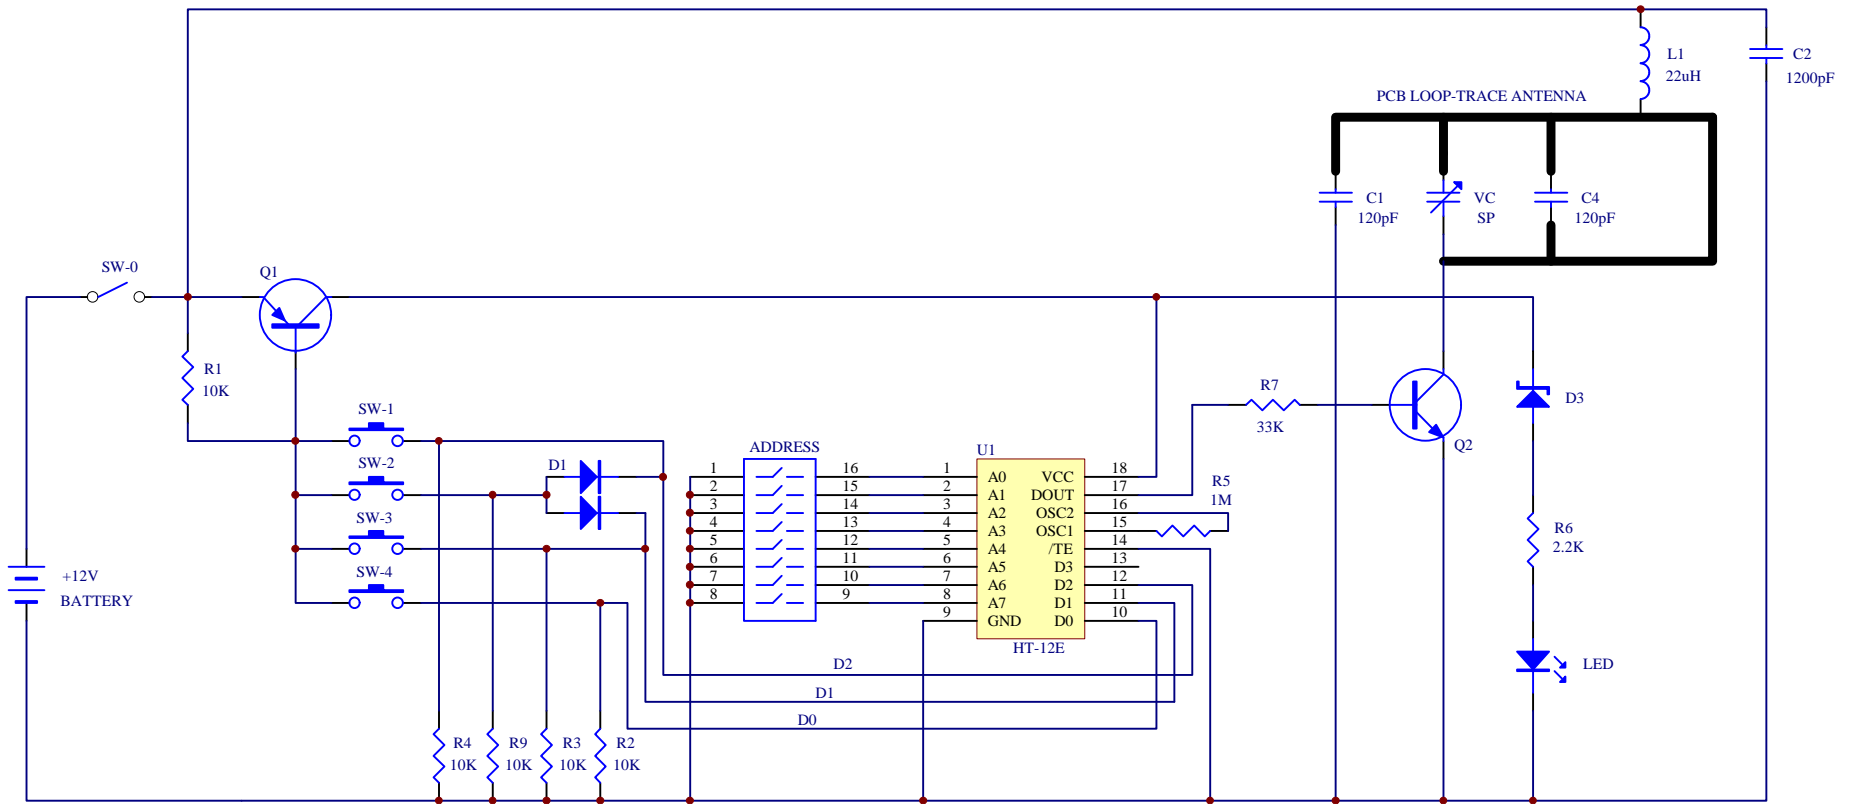 L1
22uH
C2
1200pF
PCB LOOP-TRACE ANTENNA
C1
120pF
VC
SP
C4
120pF
SW-0
Q1
R1
10K
+12V
BATTERY
SW-1
SW-2
SW-3
SW-4
D1
ADDRESS
1
2
3
4
5
6
7
8
16
15
14
13
12
11
10
9
U1
1
2
3
4
5
6
7
8
9
A0
A1
A2
A3
A4
A5
A6
A7
GND
VCC
DOUT
OSC2
OSC1
/TE
D3
D2
D1
D0
18
17
16
15
14
13
12
11
10
HT-12E
R5
1M
R7
33K
Q2
D3
R6
2.2K
LED
D2
D1
D0
R4
10K
R9
10K
R3
10K
R2
10K